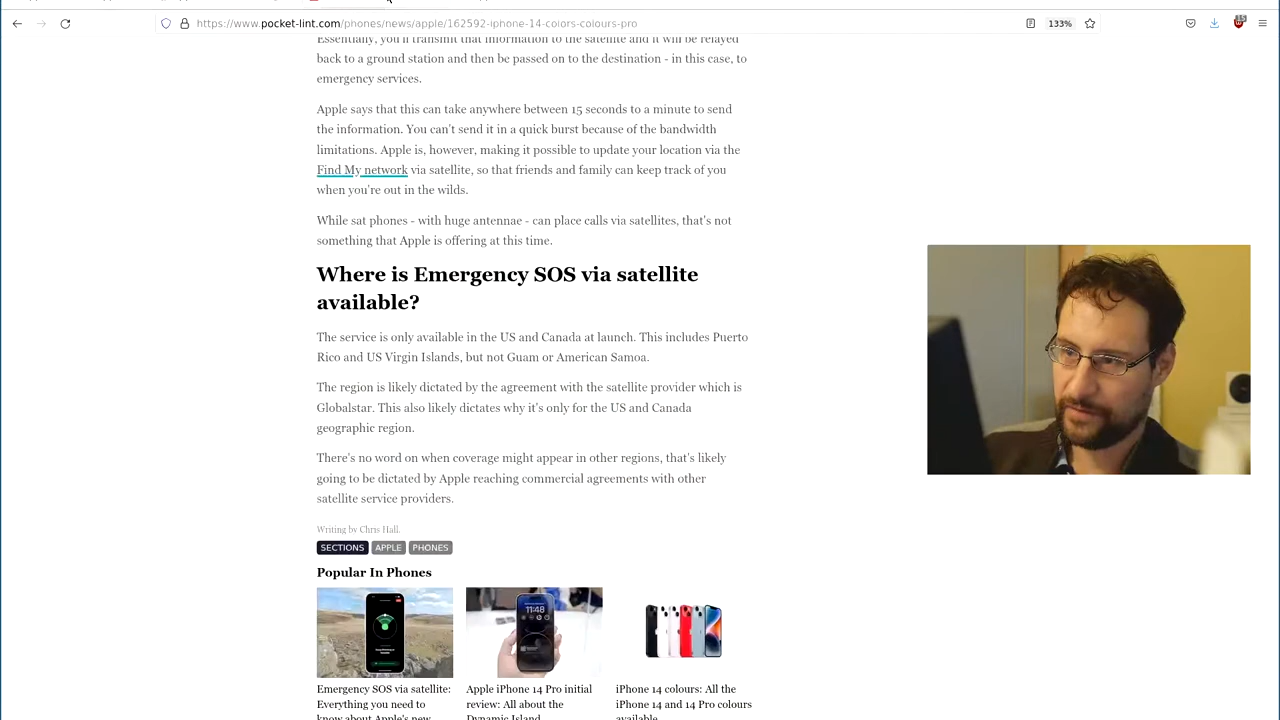 https://www.pocket-lint.com/phones/news/apple/162592-iphone-14-colors-colours-pro
133%
Essentially, you'll transmit that information to the satellite and it will be relayed
back to a ground station and then be passed on to the destination - in this case, to
emergency services.
Apple says that this can take anywhere between 15 seconds to a minute to send
the information. You can't send it in a quick burst because of the bandwidth
limitations. Apple is, however, making it possible to update your location via the
Find My network via satellite, so that friends and family can keep track of you
when you're out in the wilds.
While sat phones - with huge antennae - can place calls via satellites, that's not
something that Apple is offering at this time.
Where is Emergency SOS via satellite
available?
The service is only available in the US and Canada at launch. This includes Puerto
Rico and US Virgin Islands, but not Guam or American Samoa.
The region is likely dictated by the agreement with the satellite provider which is
Globalstar. This also likely dictates why it's only for the US and Canada
geographic region.
There's no word on when coverage might appear in other regions, that's likely
going to be dictated by Apple reaching commercial agreements with other
satellite service providers.
Writing by Chris Hall.
SECTIONS APPLE PHONES
Popular In Phones
11:48
Emergency SOS via satellite:
Everything you need to
know about Apple's new
Apple iPhone 14 Pro initial
review: All about the
Dynamic Island
iPhone 14 colours: All the
iPhone 14 and 14 Pro colours
available